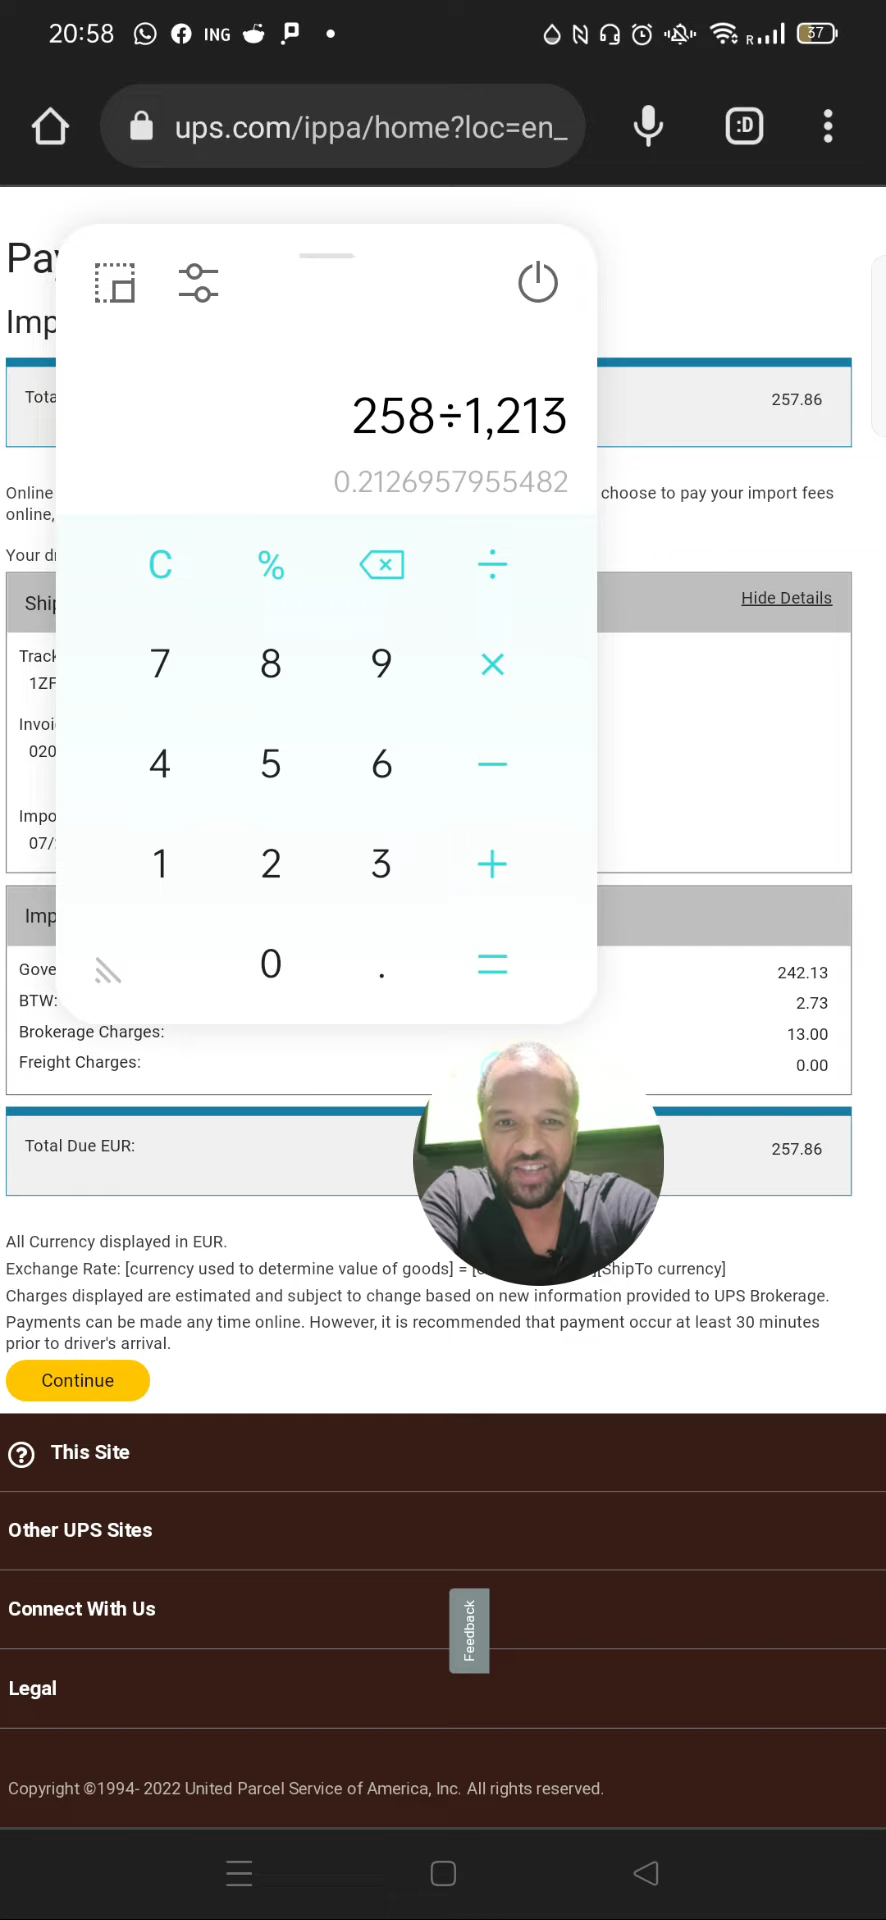 20:58 ING R 37
ups.com/ippa/home?loc=en_ :D
Pay
Imp
Tota 257.86
258÷1,213
0.2126957955482
Online choose to pay your import fees
online,
Your dr
Ship Hide Details
Track
1ZF
Invoi
020
Impo
07/
C % ÷
7 8 9 ×
4 5 6 −
1 2 3 +
0 . =
Imp
Gove 242.13
BTW: 2.73
Brokerage Charges: 13.00
Freight Charges: 0.00
Total Due EUR: 257.86
All Currency displayed in EUR.
Exchange Rate: [currency used to determine value of goods] = [ ][ShipTo currency]
Charges displayed are estimated and subject to change based on new information provided to UPS Brokerage.
Payments can be made any time online. However, it is recommended that payment occur at least 30 minutes
prior to driver's arrival.
Continue
? This Site
Other UPS Sites
Connect With Us
Feedback
Legal
Copyright ©1994- 2022 United Parcel Service of America, Inc. All rights reserved.